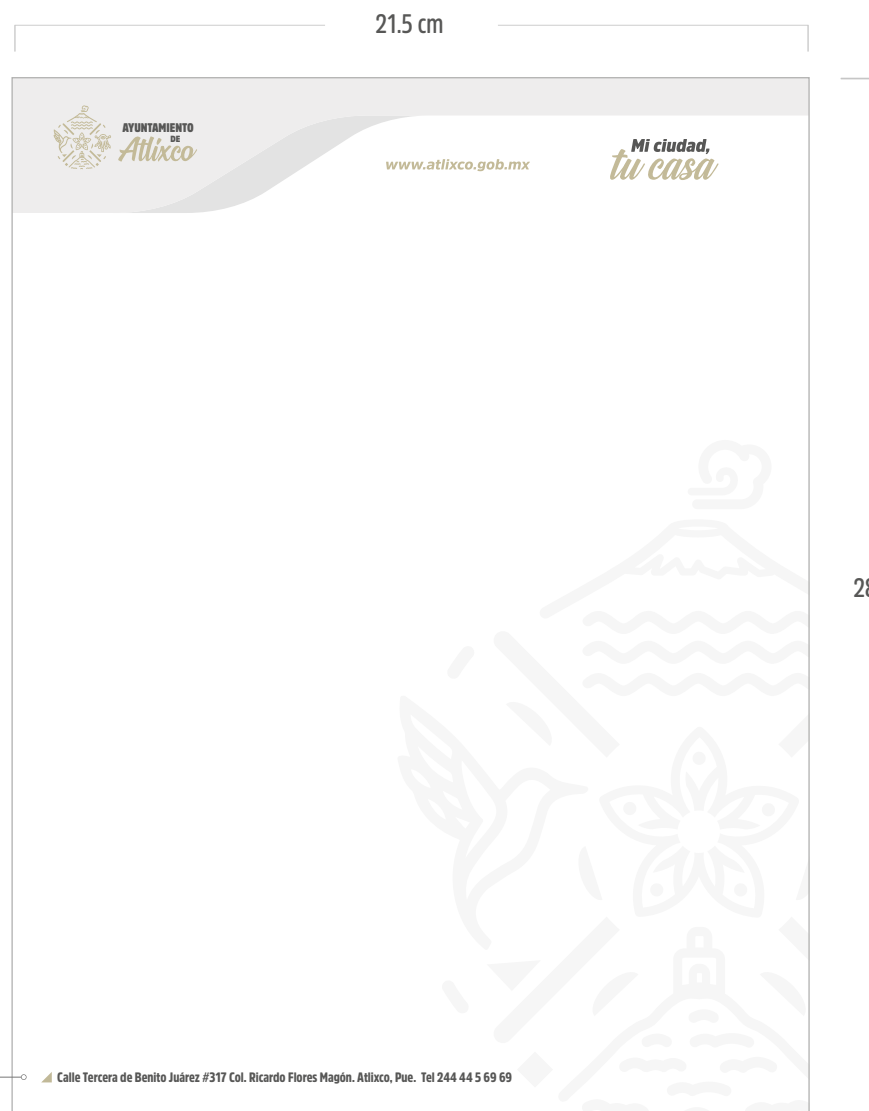 21.5 cm
AYUNTAMIENTO
DE
Atlixco
www.atlixco.gob.mx
Mi ciudad,
tu casa
28
Calle Tercera de Benito Juárez #317 Col. Ricardo Flores Magón. Atlixco, Pue. Tel 244 44 5 69 69